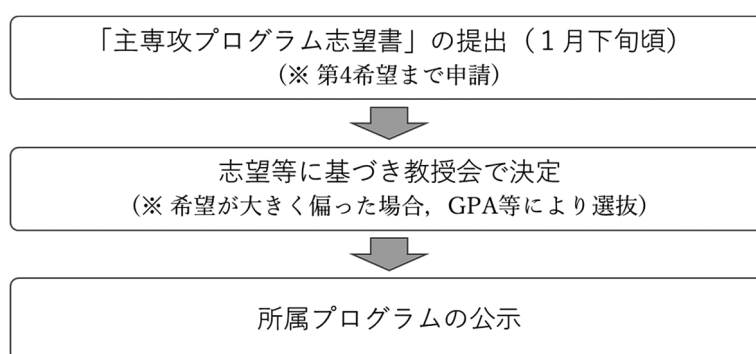 「主専攻プログラム志望書」の提出（１月下旬頃）
（※ 第4希望まで申請）
志望等に基づき教授会で決定
（※ 希望が大きく偏った場合，GPA等により選抜）
所属プログラムの公示